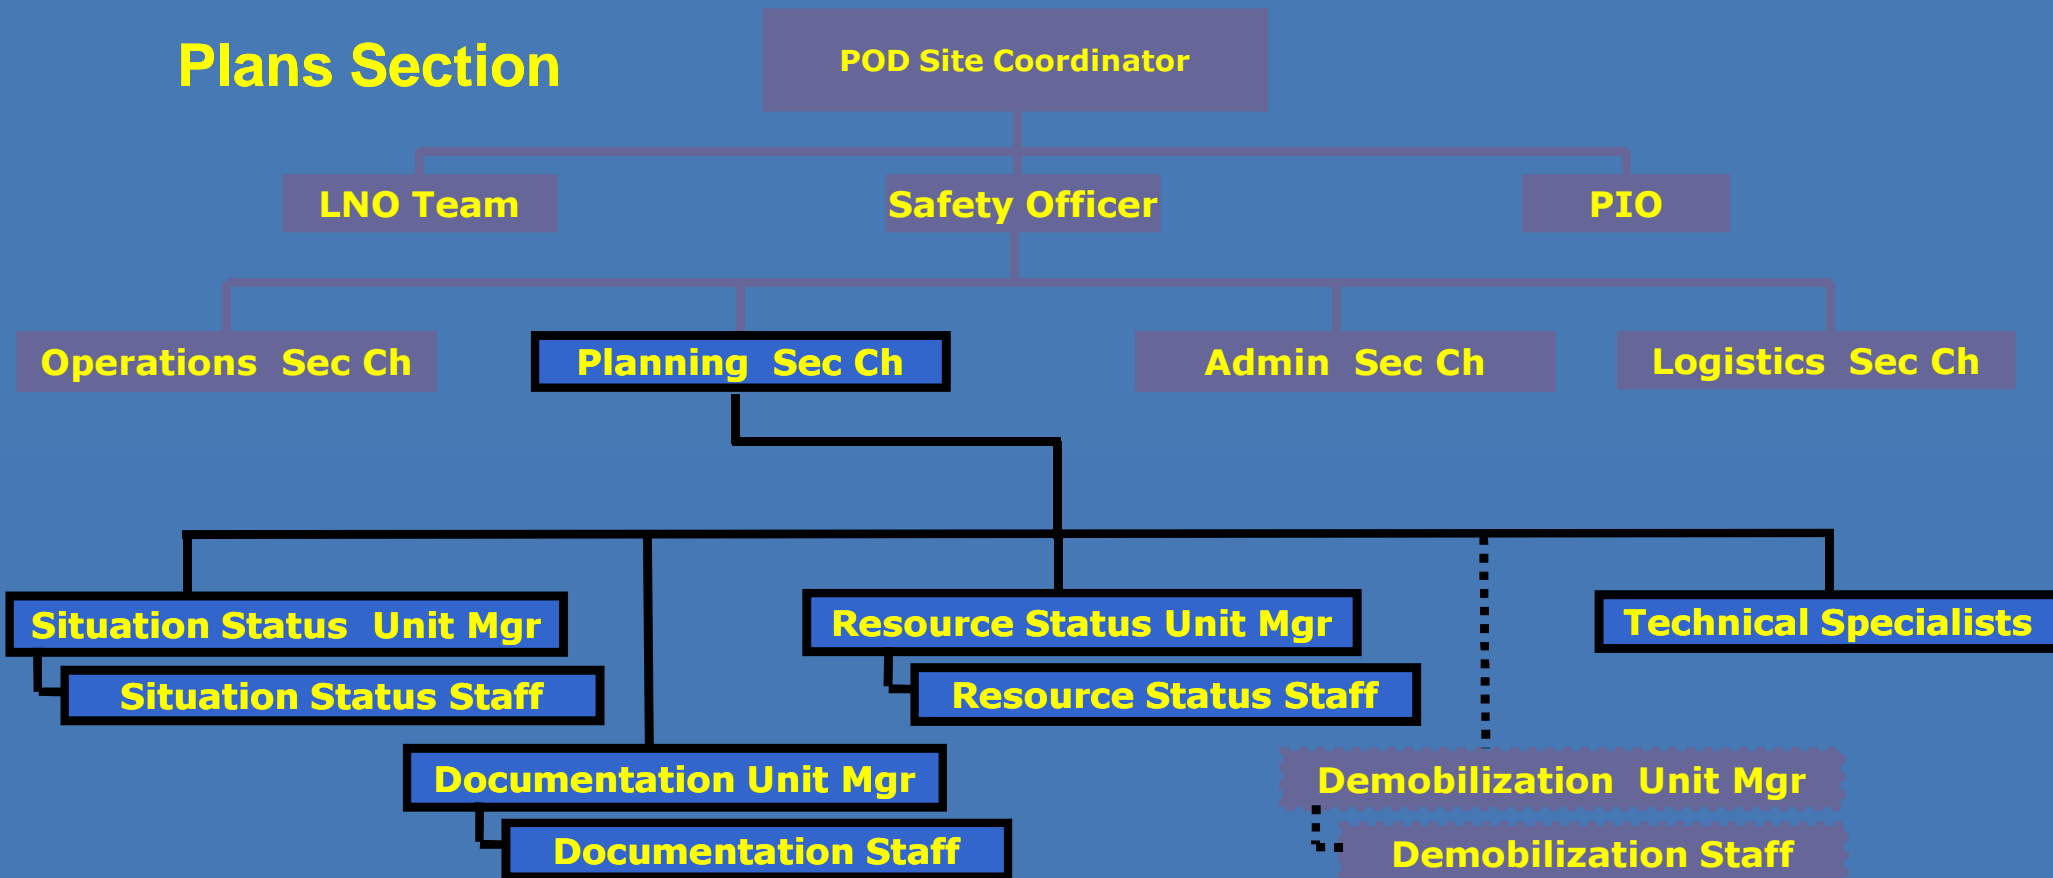 Plans Section
POD Site Coordinator
LNO Team
Safety Officer
PIO
Operations  Sec Ch
Planning  Sec Ch
Admin  Sec Ch
Logistics  Sec Ch
Situation Status  Unit Mgr
Resource Status Unit Mgr
Technical Specialists
Situation Status Staff
Resource Status Staff
Documentation Unit Mgr
Demobilization  Unit Mgr
Documentation Staff
Demobilization Staff